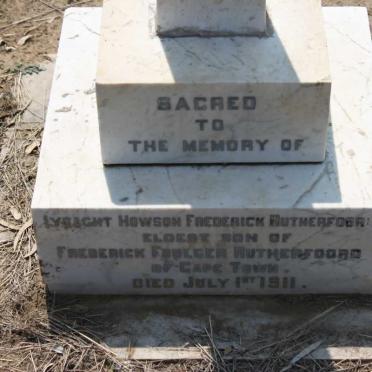 SACRED
TO
THE MEMORY OF
LYSAGHT HOWSON FREDERICK RUTHERFOORD
ELDEST SON OF
FREDERICK FOULGER RUTHERFOORD
OF CAPE TOWN.
DIED JULY 1ST 1911.